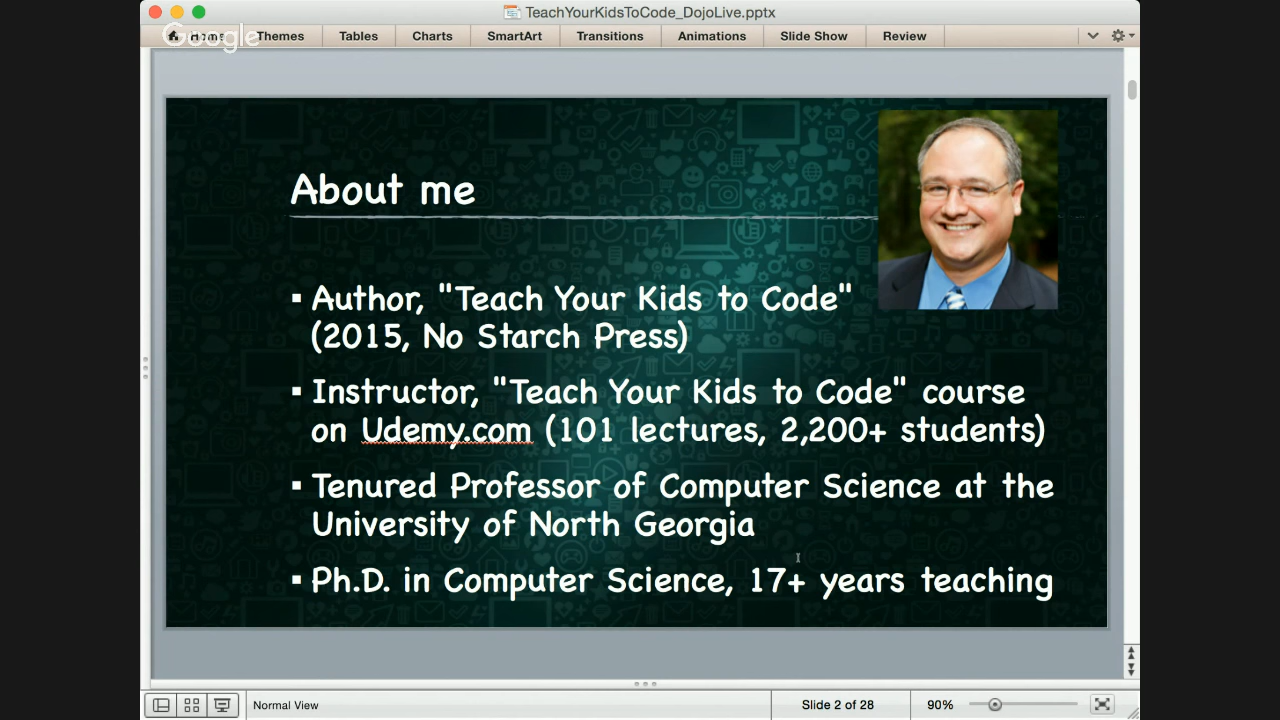 TeachYourKidsToCode_DojoLive.pptx
Google
Home Themes Tables Charts SmartArt Transitions Animations Slide Show Review
About me
▪ Author, "Teach Your Kids to Code"
(2015, No Starch Press)
▪ Instructor, "Teach Your Kids to Code" course
on Udemy.com (101 lectures, 2,200+ students)
▪ Tenured Professor of Computer Science at the
University of North Georgia
▪ Ph.D. in Computer Science, 17+ years teaching
Normal View Slide 2 of 28 90%